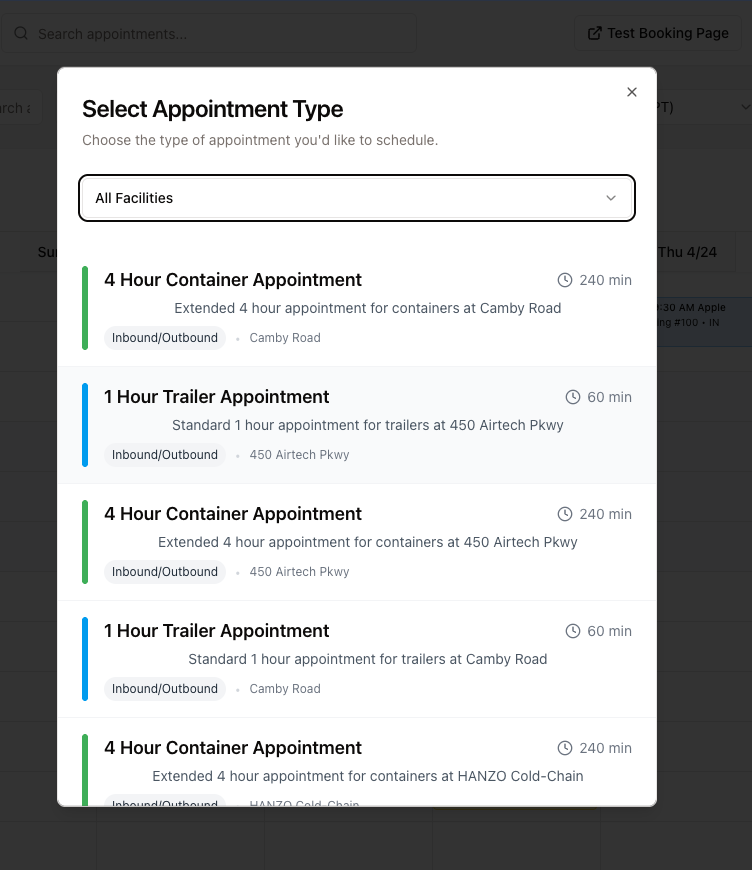 Search appointments...
Test Booking Page
Select Appointment Type
Choose the type of appointment you'd like to schedule.
All Facilities
Thu 4/24
4 Hour Container Appointment
240 min
Extended 4 hour appointment for containers at Camby Road
Inbound/Outbound • Camby Road
:30 AM Apple
ing #100 • IN
1 Hour Trailer Appointment
60 min
Standard 1 hour appointment for trailers at 450 Airtech Pkwy
Inbound/Outbound • 450 Airtech Pkwy
4 Hour Container Appointment
240 min
Extended 4 hour appointment for containers at 450 Airtech Pkwy
Inbound/Outbound • 450 Airtech Pkwy
1 Hour Trailer Appointment
60 min
Standard 1 hour appointment for trailers at Camby Road
Inbound/Outbound • Camby Road
4 Hour Container Appointment
240 min
Extended 4 hour appointment for containers at HANZO Cold-Chain
Inbound/Outbound • HANZO Cold-Chain